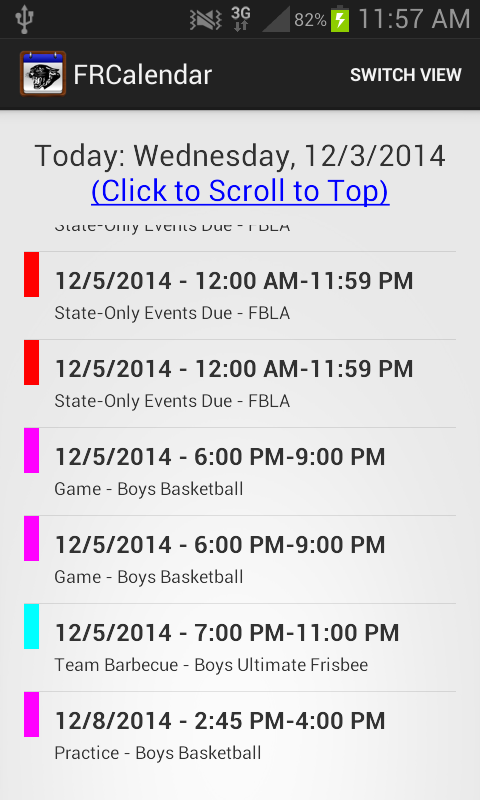 3G 82% 11:57 AM
FRCalendar SWITCH VIEW
Today: Wednesday, 12/3/2014
(Click to Scroll to Top)
State-Only Events Due - FBLA
12/5/2014 - 12:00 AM-11:59 PM
State-Only Events Due - FBLA
12/5/2014 - 12:00 AM-11:59 PM
State-Only Events Due - FBLA
12/5/2014 - 6:00 PM-9:00 PM
Game - Boys Basketball
12/5/2014 - 6:00 PM-9:00 PM
Game - Boys Basketball
12/5/2014 - 7:00 PM-11:00 PM
Team Barbecue - Boys Ultimate Frisbee
12/8/2014 - 2:45 PM-4:00 PM
Practice - Boys Basketball